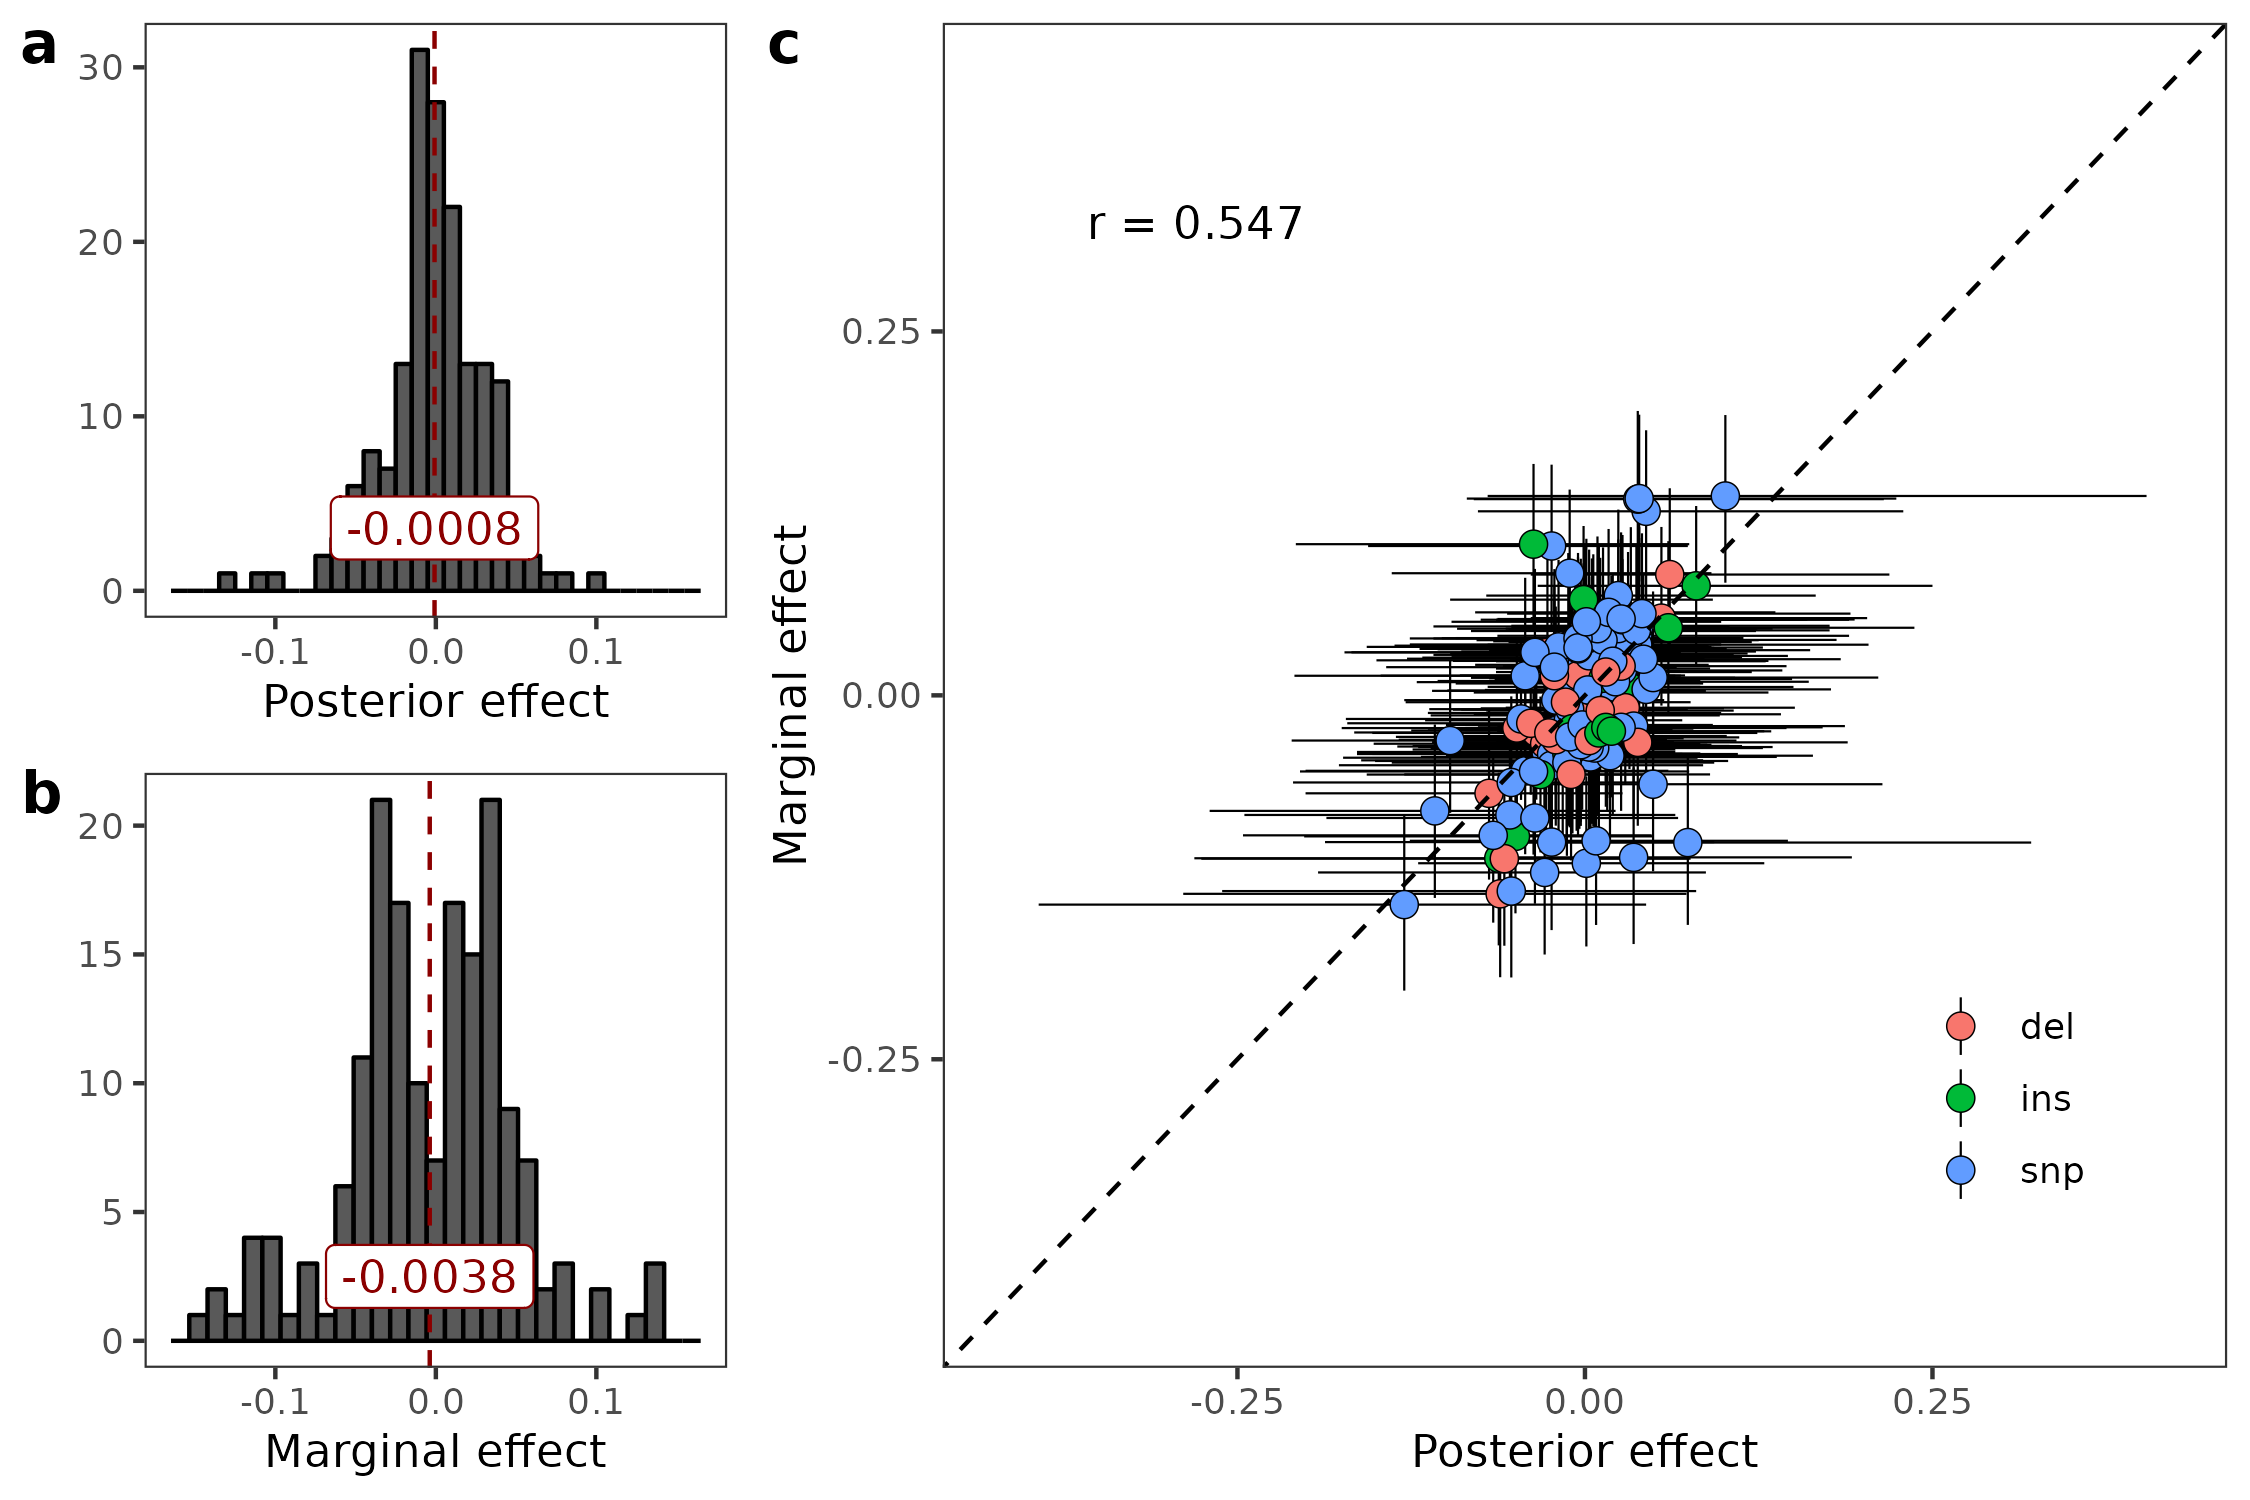 a
30
20
10
0
-0.0008
-0.1 0.0 0.1
Posterior effect
b
20
15
10
5
0
-0.0038
-0.1 0.0 0.1
Marginal effect
c
r = 0.547
Marginal effect
0.25
0.00
-0.25
del
ins
snp
-0.25 0.00 0.25
Posterior effect